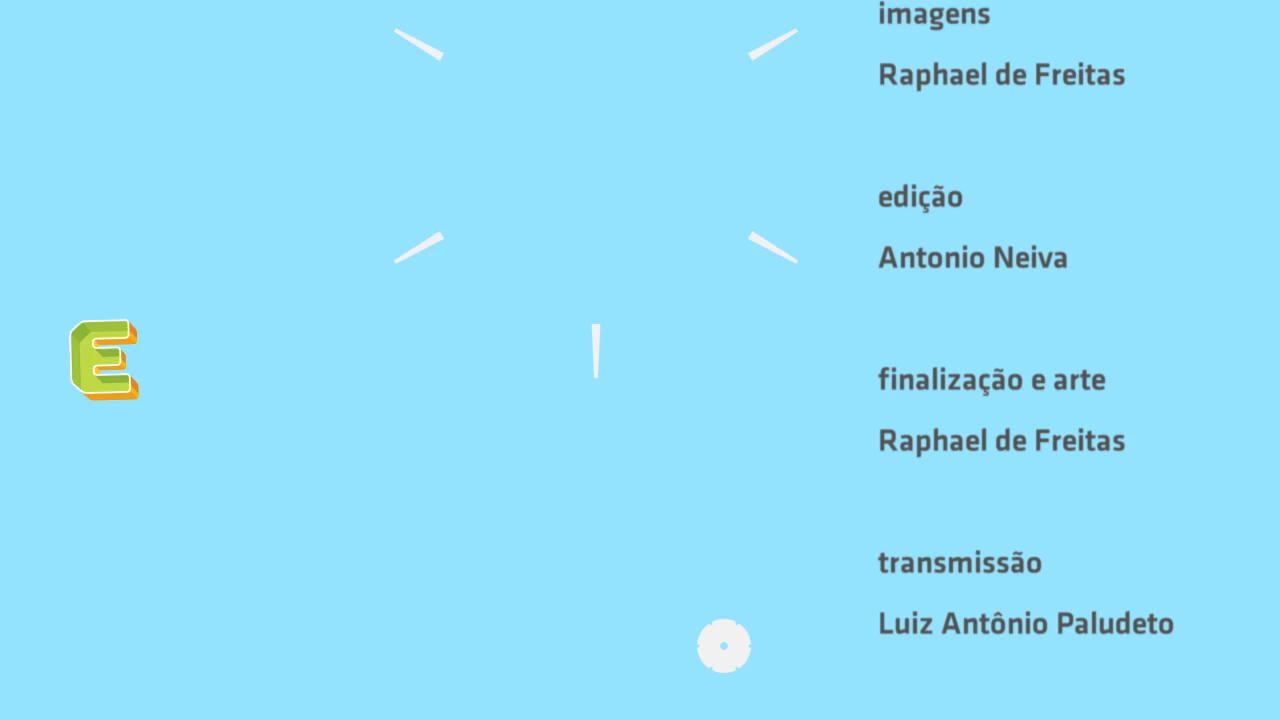 E
imagens
Raphael de Freitas
edição
Antonio Neiva
finalização e arte
Raphael de Freitas
transmissão
Luiz Antônio Paludeto